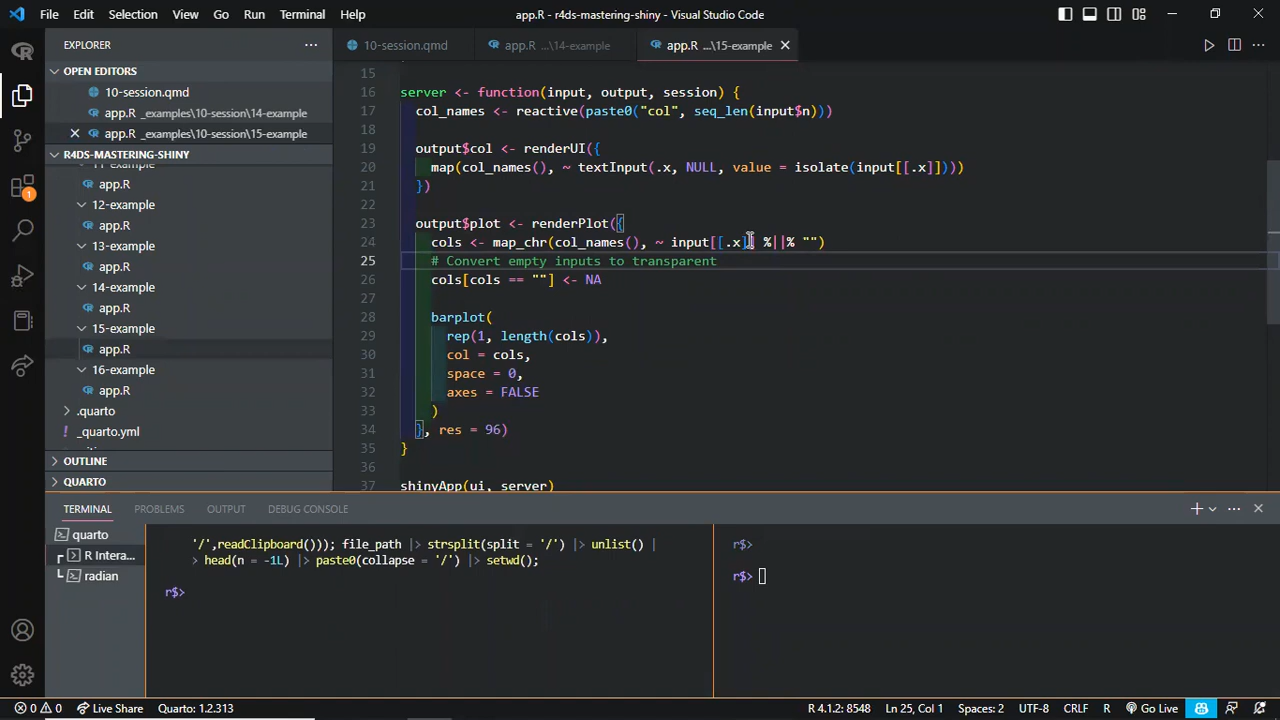 File Edit Selection View Go Run Terminal Help
app.R - r4ds-mastering-shiny - Visual Studio Code
EXPLORER
OPEN EDITORS
10-session.qmd
app.R _examples\10-session\14-example
app.R _examples\10-session\15-example
R4DS-MASTERING-SHINY
app.R
12-example
app.R
13-example
app.R
14-example
app.R
15-example
app.R
16-example
app.R
.quarto
_quarto.yml
OUTLINE
QUARTO
1
10-session.qmd
app.R ...\14-example
app.R ...\15-example
15
16 server <- function(input, output, session) {
17 col_names <- reactive(paste0("col", seq_len(input$n)))
18
19 output$col <- renderUI({
20 map(col_names(), ~ textInput(.x, NULL, value = isolate(input[[.x]])))
21 })
22
23 output$plot <- renderPlot({
24 cols <- map_chr(col_names(), ~ input[[.x]] %||% "")
25 # Convert empty inputs to transparent
26 cols[cols == ""] <- NA
27
28 barplot(
29 rep(1, length(cols)),
30 col = cols,
31 space = 0,
32 axes = FALSE
33 )
34 }, res = 96)
35 }
36
37 shinyApp(ui, server)
TERMINAL PROBLEMS OUTPUT DEBUG CONSOLE
quarto
R Intera...
radian
'/',readClipboard())); file_path |> strsplit(split = '/') |> unlist() |
> head(n = -1L) |> paste0(collapse = '/') |> setwd();
r$>
r$>
r$>
0 0 Live Share Quarto: 1.2.313
R 4.1.2: 8548 Ln 25, Col 1 Spaces: 2 UTF-8 CRLF R Go Live